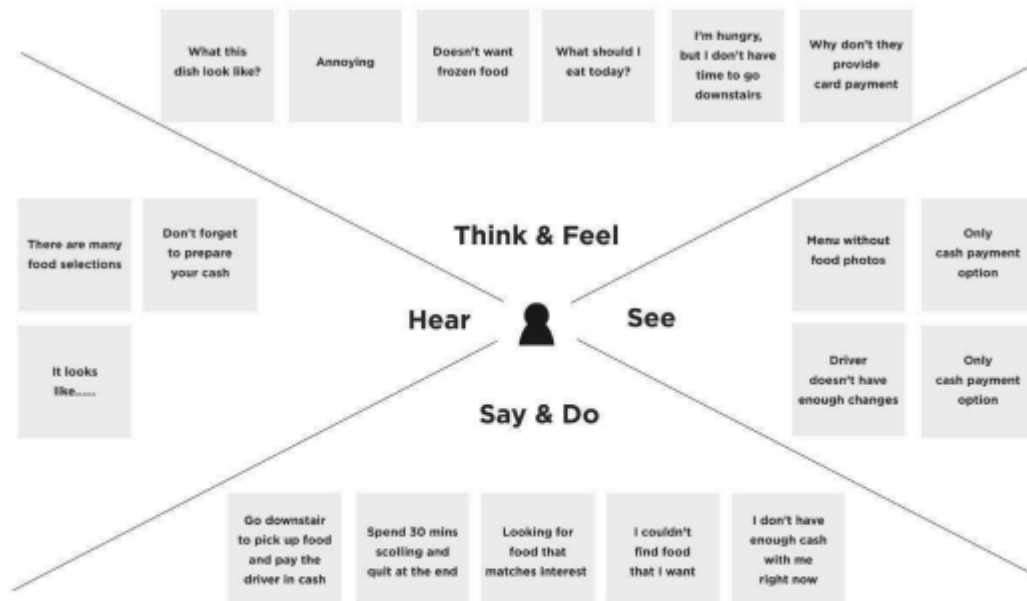 What this
dish look like?
Annoying
Doesn't want
frozen food
What should I
eat today?
I'm hungry,
but I don't have
time to go
downstairs
Why don't they
provide
card payment
Think & Feel
Hear
There are many
food selections
Don't forget
to prepare
your cash
It looks
like......
See
Menu without
food photos
Only
cash payment
option
Driver
doesn't have
enough changes
Only
cash payment
option
Say & Do
Go downstair
to pick up food
and pay the
driver in cash
Spend 30 mins
scolling and
quit at the end
Looking for
food that
matches interest
I couldn't
find food
that I want
I don't have
enough cash
with me
right now